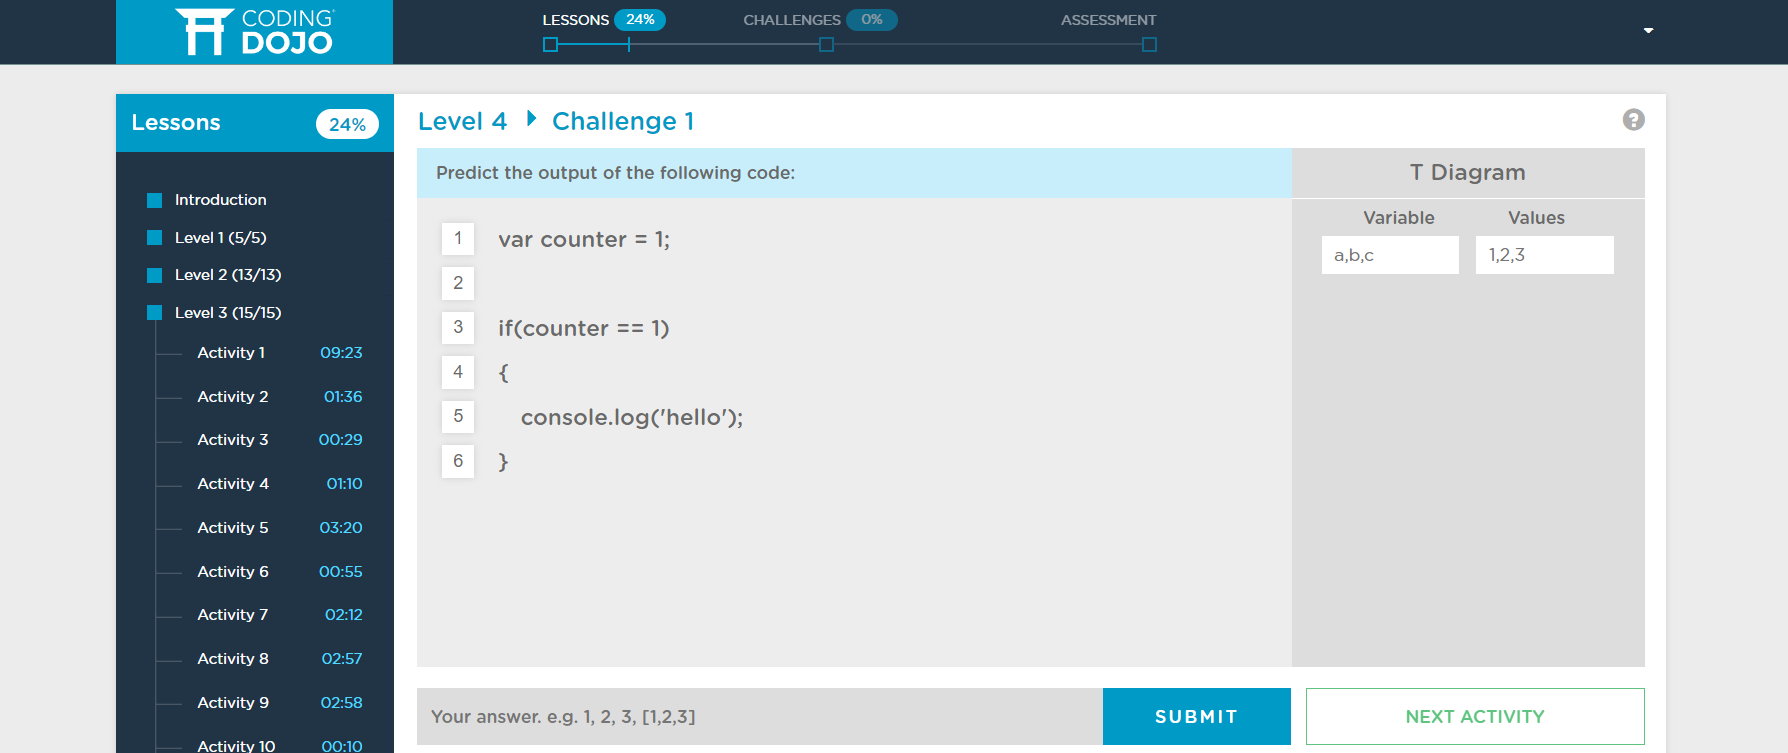 CODING
DOJO
LESSONS 24%
CHALLENGES 0%
ASSESSMENT
Lessons 24%
Introduction
Level 1 (5/5)
Level 2 (13/13)
Level 3 (15/15)
Activity 1 09:23
Activity 2 01:36
Activity 3 00:29
Activity 4 01:10
Activity 5 03:20
Activity 6 00:55
Activity 7 02:12
Activity 8 02:57
Activity 9 02:58
Activity 10 00:10
Level 4 Challenge 1
?
Predict the output of the following code:
1 var counter = 1;
2
3 if(counter == 1)
4 {
5 console.log('hello');
6 }
T Diagram
Variable Values
a,b,c 1,2,3
Your answer. e.g. 1, 2, 3, [1,2,3]
SUBMIT
NEXT ACTIVITY